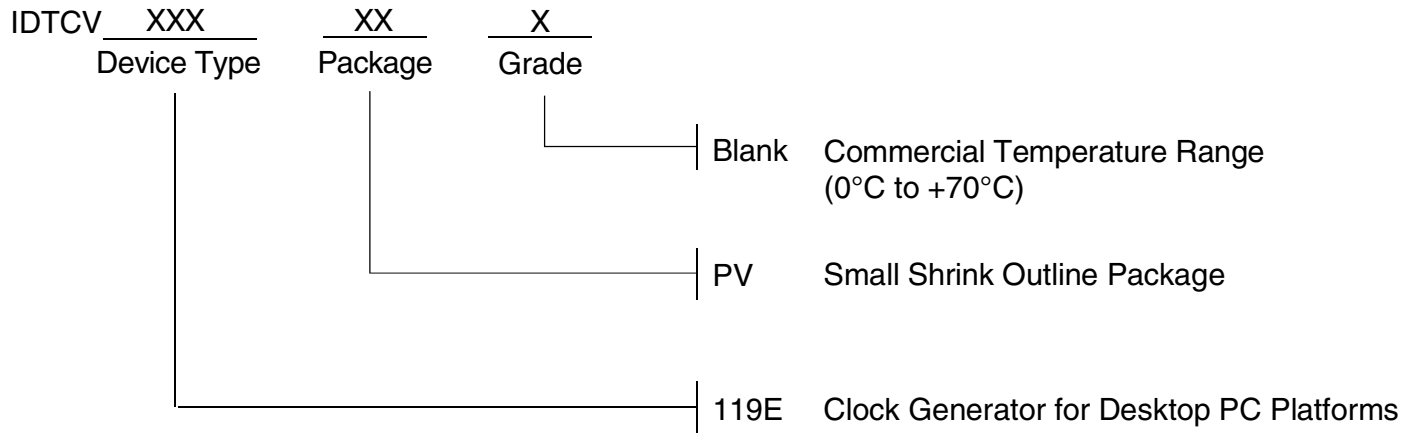 IDTCV XXX XX X
Device Type Package Grade
Blank Commercial Temperature Range
(0°C to +70°C)
PV Small Shrink Outline Package
119E Clock Generator for Desktop PC Platforms